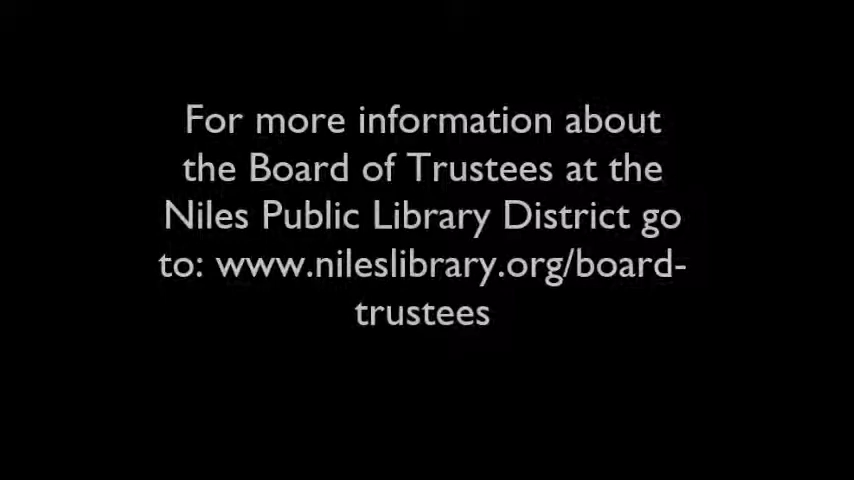 For more information about
the Board of Trustees at the
Niles Public Library District go
to: www.nileslibrary.org/board-
trustees